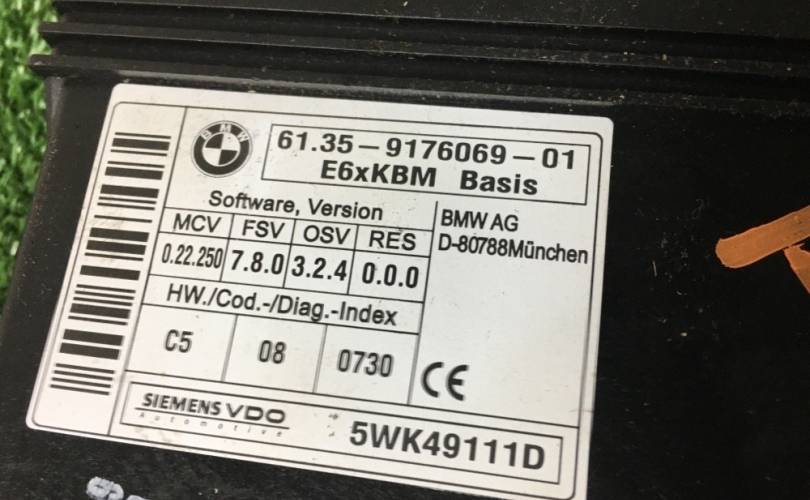 BMW
61.35-9176069-01
E6xKBM Basis
Software, Version
MCV FSV OSV RES
0.22.250 7.8.0 3.2.4 0.0.0
HW./Cod.-/Diag.-Index
C5 08 0730
BMW AG
D-80788München
CE
SIEMENS VDO
Automotive
5WK49111D